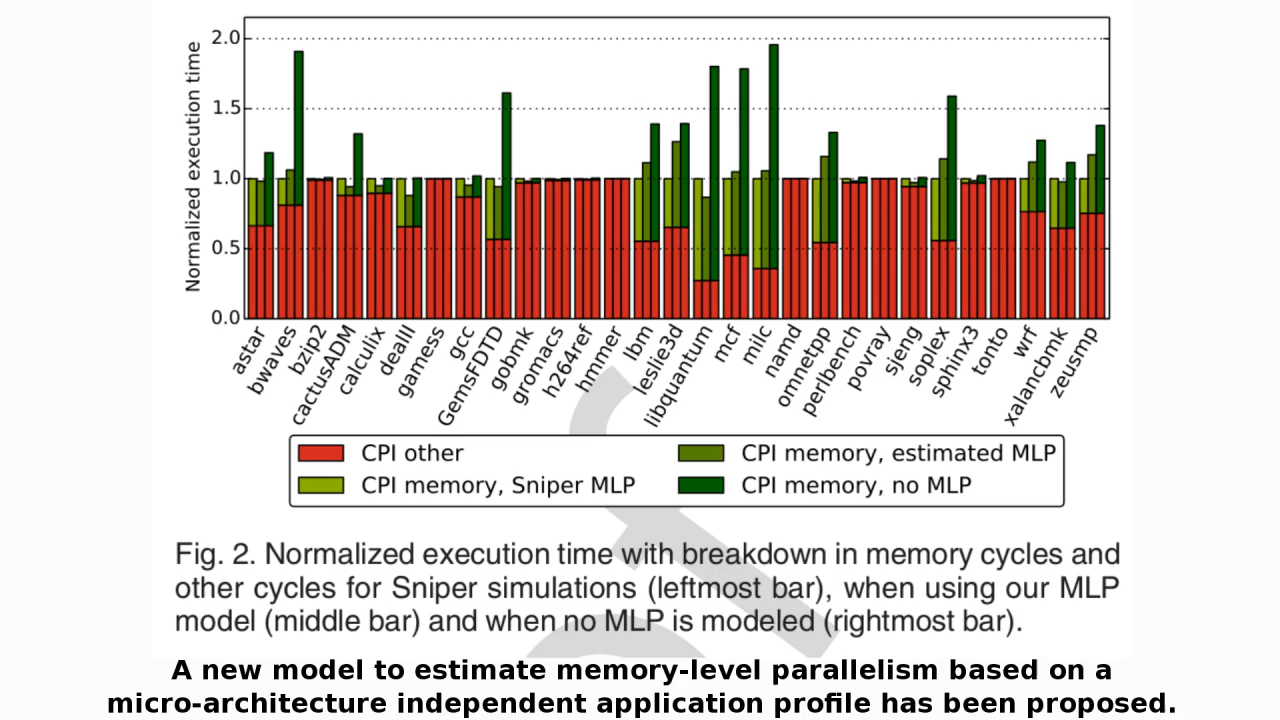 2.0
1.5
1.0
0.5
0.0
Normalized execution time
astar
bwaves
bzip2
cactusADM
calculix
dealII
gamess
gcc
GemsFDTD
gobmk
gromacs
h264ref
hmmer
lbm
leslie3d
libquantum
mcf
milc
namd
omnetpp
perlbench
povray
sjeng
soplex
sphinx3
tonto
wrf
xalancbmk
zeusmp
CPI other
CPI memory, Sniper MLP
CPI memory, estimated MLP
CPI memory, no MLP
Fig. 2. Normalized execution time with breakdown in memory cycles and
other cycles for Sniper simulations (leftmost bar), when using our MLP
model (middle bar) and when no MLP is modeled (rightmost bar).
A new model to estimate memory-level parallelism based on a
micro-architecture independent application profile has been proposed.